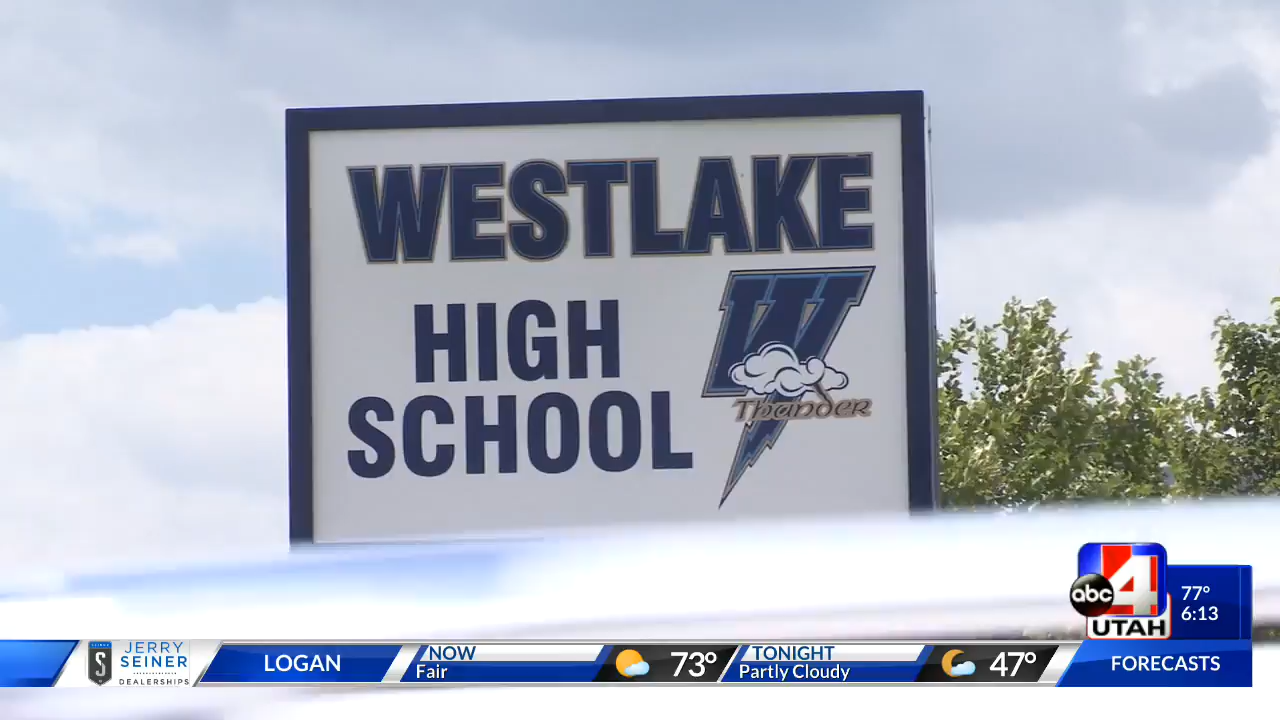 WESTLAKE
HIGH
SCHOOL
W
Thunder
abc
4
UTAH
77°
6:13
JERRY
SEINER
DEALERSHIPS
S
LOGAN
NOW
Fair
73°
TONIGHT
Partly Cloudy
47°
FORECASTS